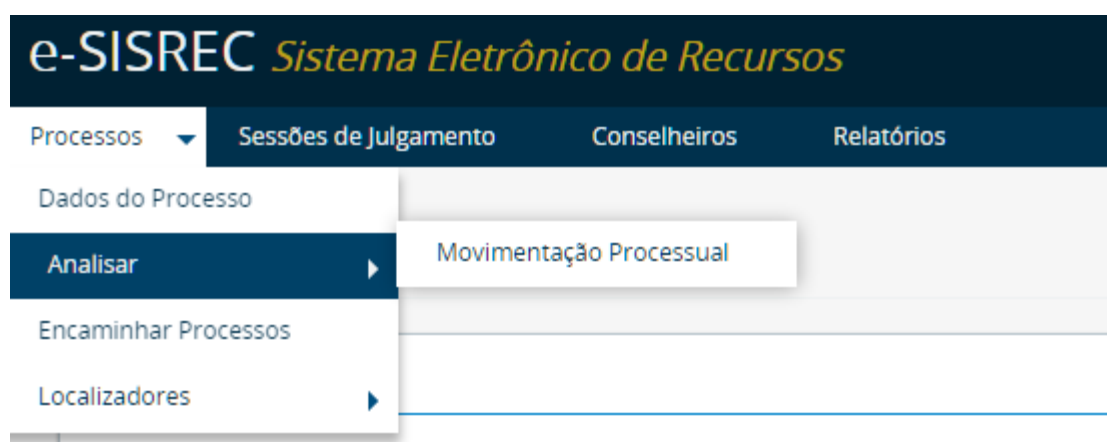 e-SISREC Sistema Eletrônico de Recursos
Processos Sessões de Julgamento Conselheiros Relatórios
Dados do Processo
Analisar Movimentação Processual
Encaminhar Processos
Localizadores